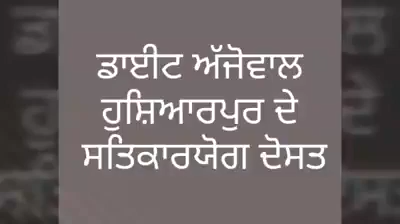 ਡਾਈਟ ਅੱਜੋਵਾਲ
ਹੁਸ਼ਿਆਰਪੁਰ ਦੇ
ਸਤਿਕਾਰਯੋਗ ਦੋਸਤ